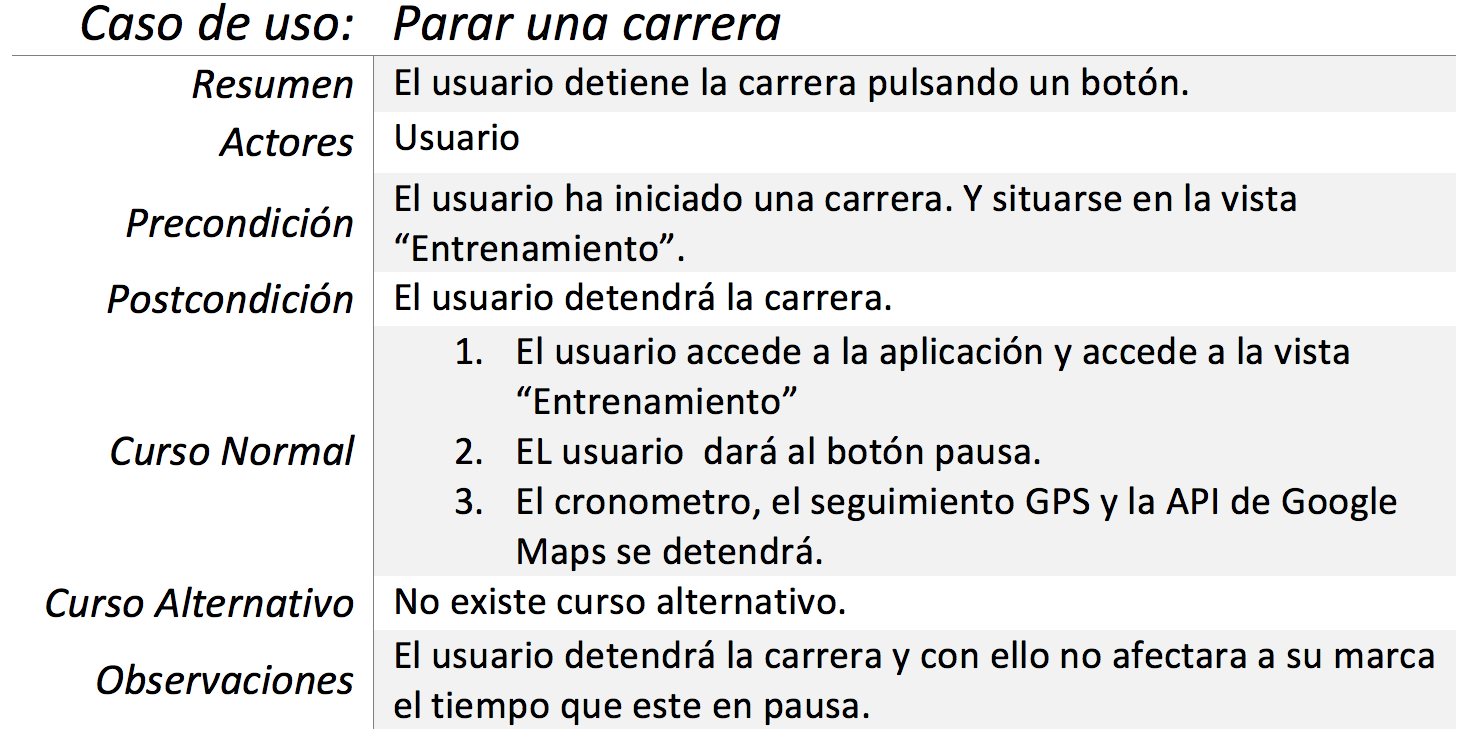 Caso de uso: Parar una carrera
Resumen El usuario detiene la carrera pulsando un botón.
Actores Usuario
Precondición El usuario ha iniciado una carrera. Y situarse en la vista
“Entrenamiento”.
Postcondición El usuario detendrá la carrera.
Curso Normal
1. El usuario accede a la aplicación y accede a la vista
“Entrenamiento”
2. EL usuario  dará al botón pausa.
3. El cronometro, el seguimiento GPS y la API de Google
Maps se detendrá.
Curso Alternativo No existe curso alternativo.
Observaciones El usuario detendrá la carrera y con ello no afectara a su marca
el tiempo que este en pausa.